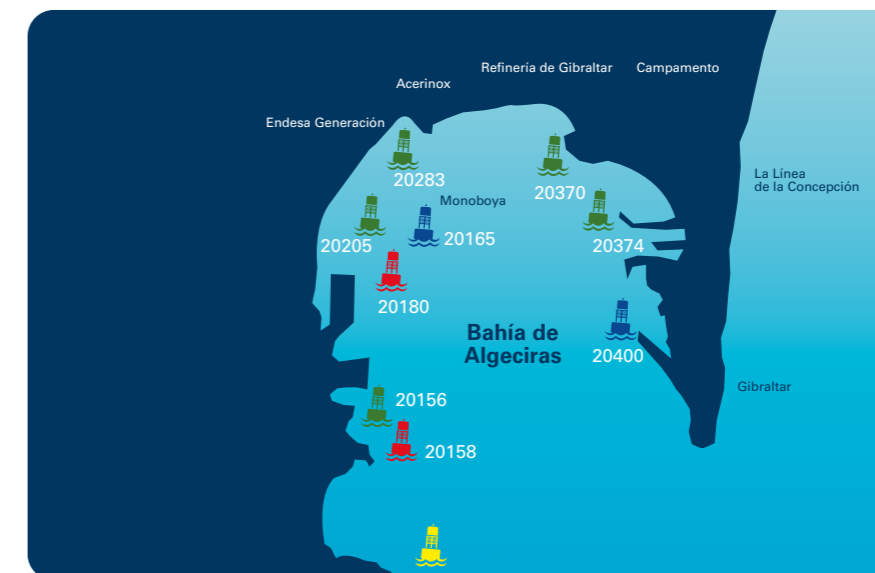 Refinería de Gibraltar
Campamento
Acerinox
Endesa Generación
La Línea
de la Concepción
20283
20370
Monoboya
20205
20165
20374
20180
Bahía de
Algeciras
20400
Gibraltar
20156
20158